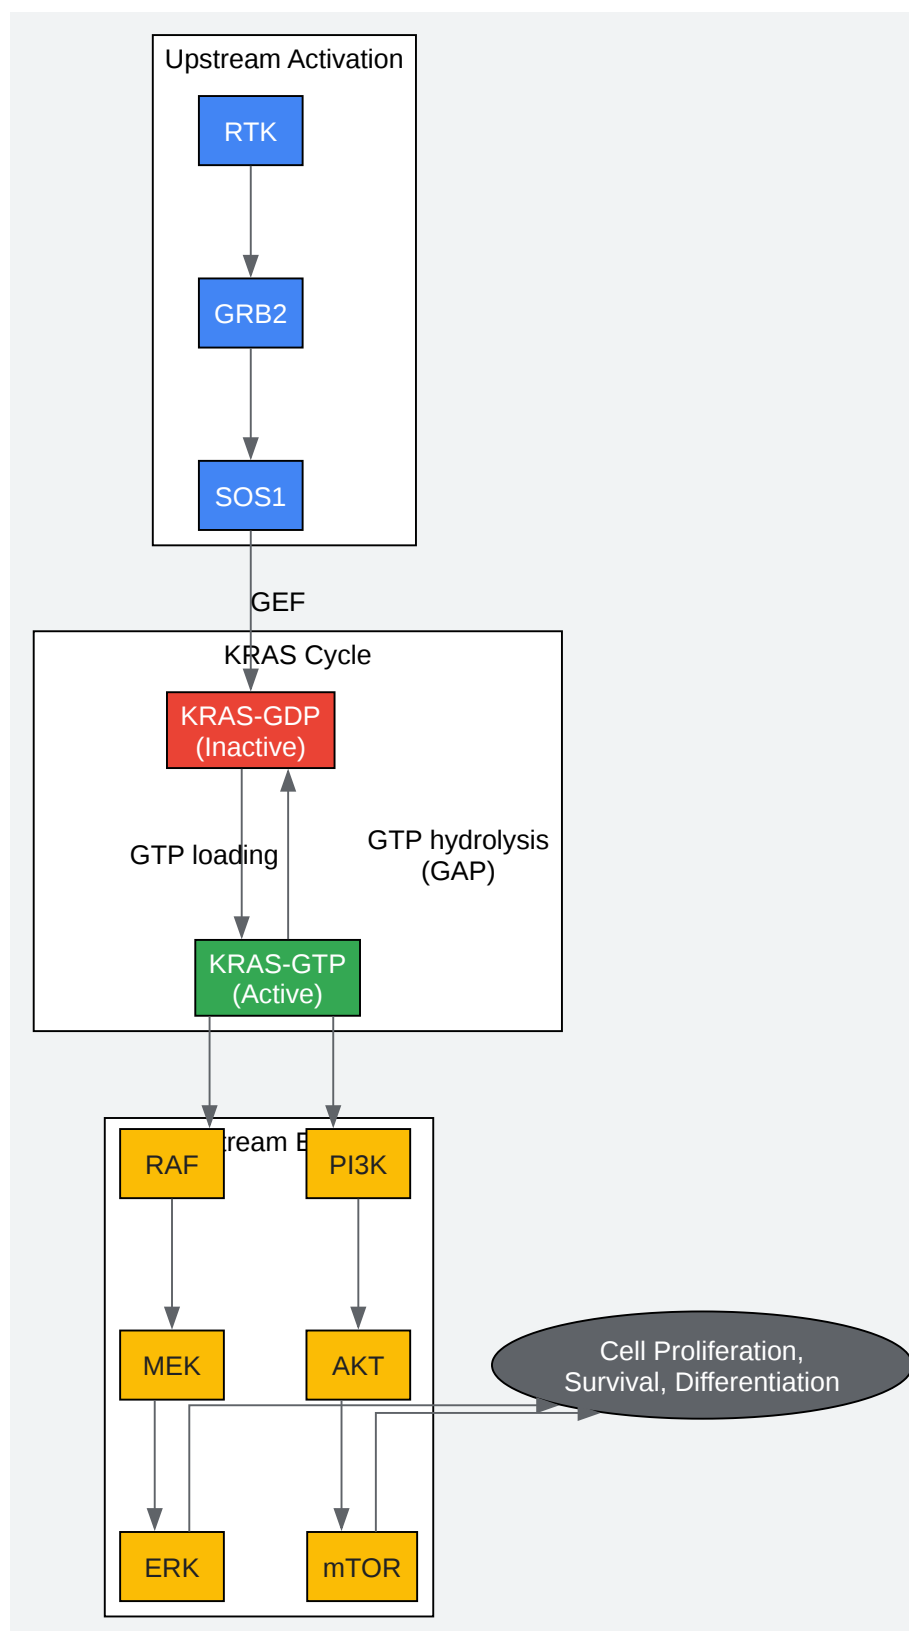 Upstream Activation
RTK
GRB2
SOS1
GEF
KRAS Cycle
KRAS-GDP
(Inactive)
GTP loading
GTP hydrolysis
(GAP)
KRAS-GTP
(Active)
RAF
PI3K
MEK
AKT
Cell Proliferation,
Survival, Differentiation
ERK
mTOR